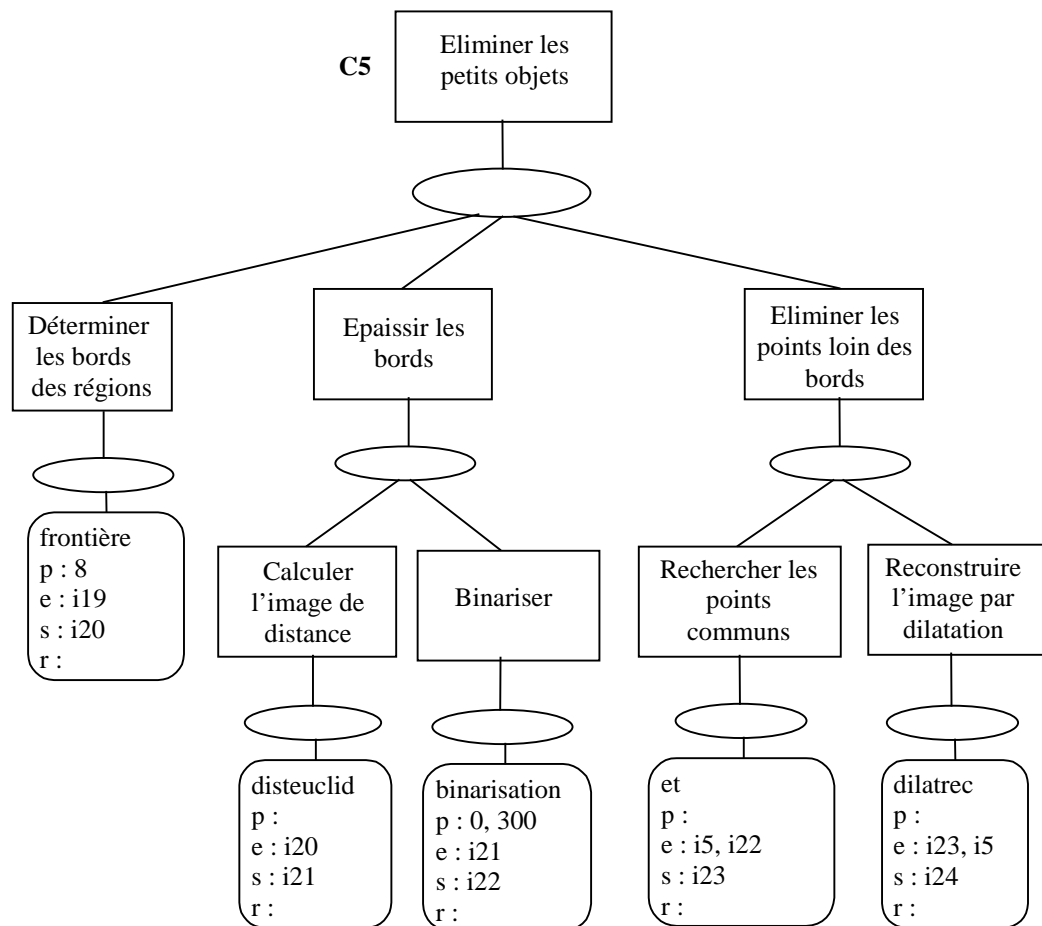 C5
Eliminer les
petits objets
Déterminer
les bords
des régions
Epaissir les
bords
Eliminer les
points loin des
bords
frontière
p : 8
e : i19
s : i20
r :
Calculer
l’image de
distance
Binariser
Rechercher les
points
communs
Reconstruire
l’image par
dilatation
disteuclid
p :
e : i20
s : i21
r :
binarisation
p : 0, 300
e : i21
s : i22
r :
et
p :
e : i5, i22
s : i23
r :
dilatrec
p :
e : i23, i5
s : i24
r :